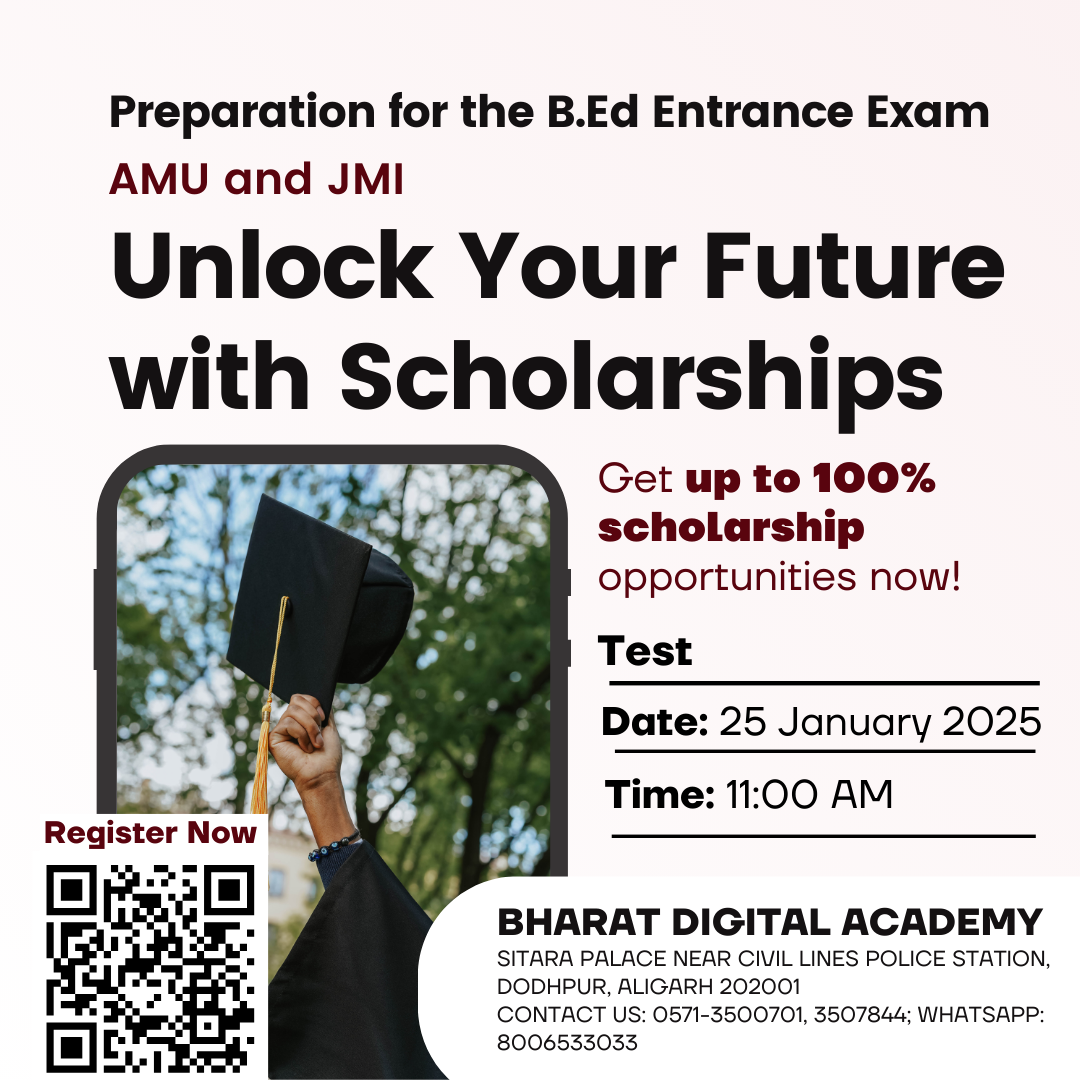 Preparation for the B.Ed Entrance Exam
AMU and JMI
Unlock Your Future
with Scholarships
Get up to 100%
scholarship
opportunities now!
Test
Date: 25 January 2025
Time: 11:00 AM
Register Now
BHARAT DIGITAL ACADEMY
SITARA PALACE NEAR CIVIL LINES POLICE STATION,
DODHPUR, ALIGARH 202001
CONTACT US: 0571-3500701, 3507844; WHATSAPP:
8006533033